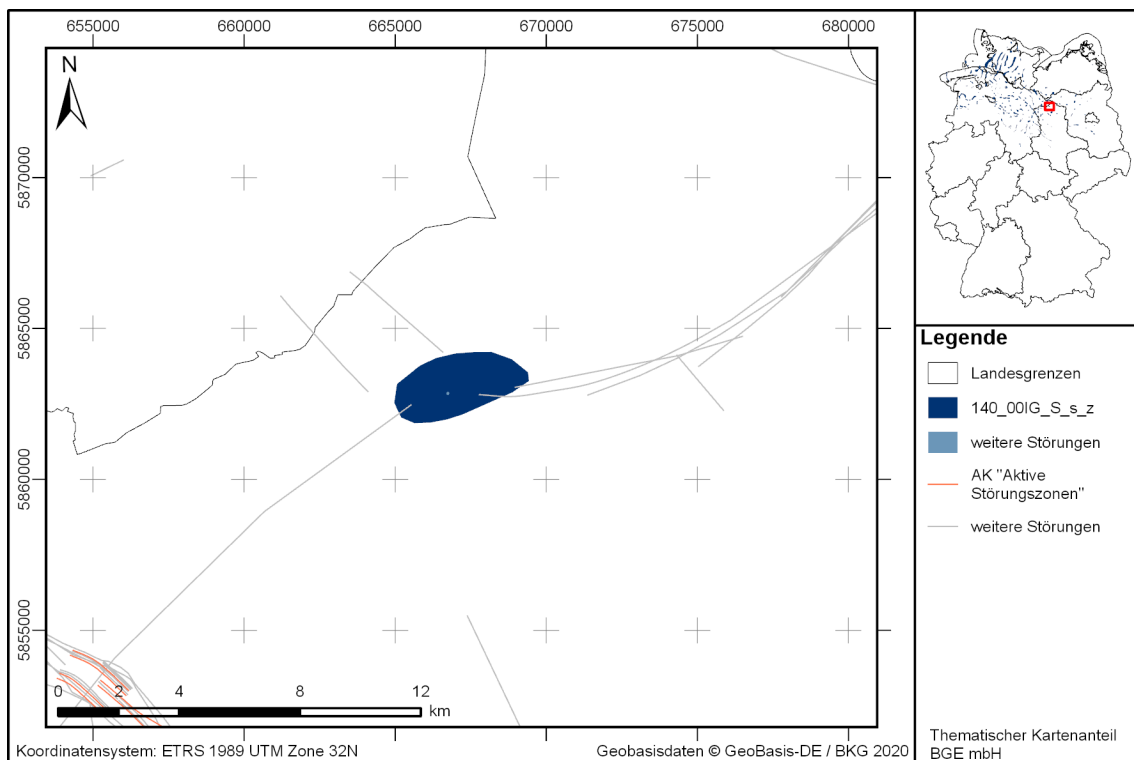 655000 660000 665000 670000 675000 680000
N
5870000
5865000
5860000
5855000
0 2 4 8 12
km
Koordinatensystem: ETRS 1989 UTM Zone 32N Geobasisdaten © GeoBasis-DE / BKG 2020
Legende
Landesgrenzen
140_00IG_S_s_z
weitere Störungen
AK "Aktive
Störungszonen"
weitere Störungen
Thematischer Kartenanteil
BGE mbH